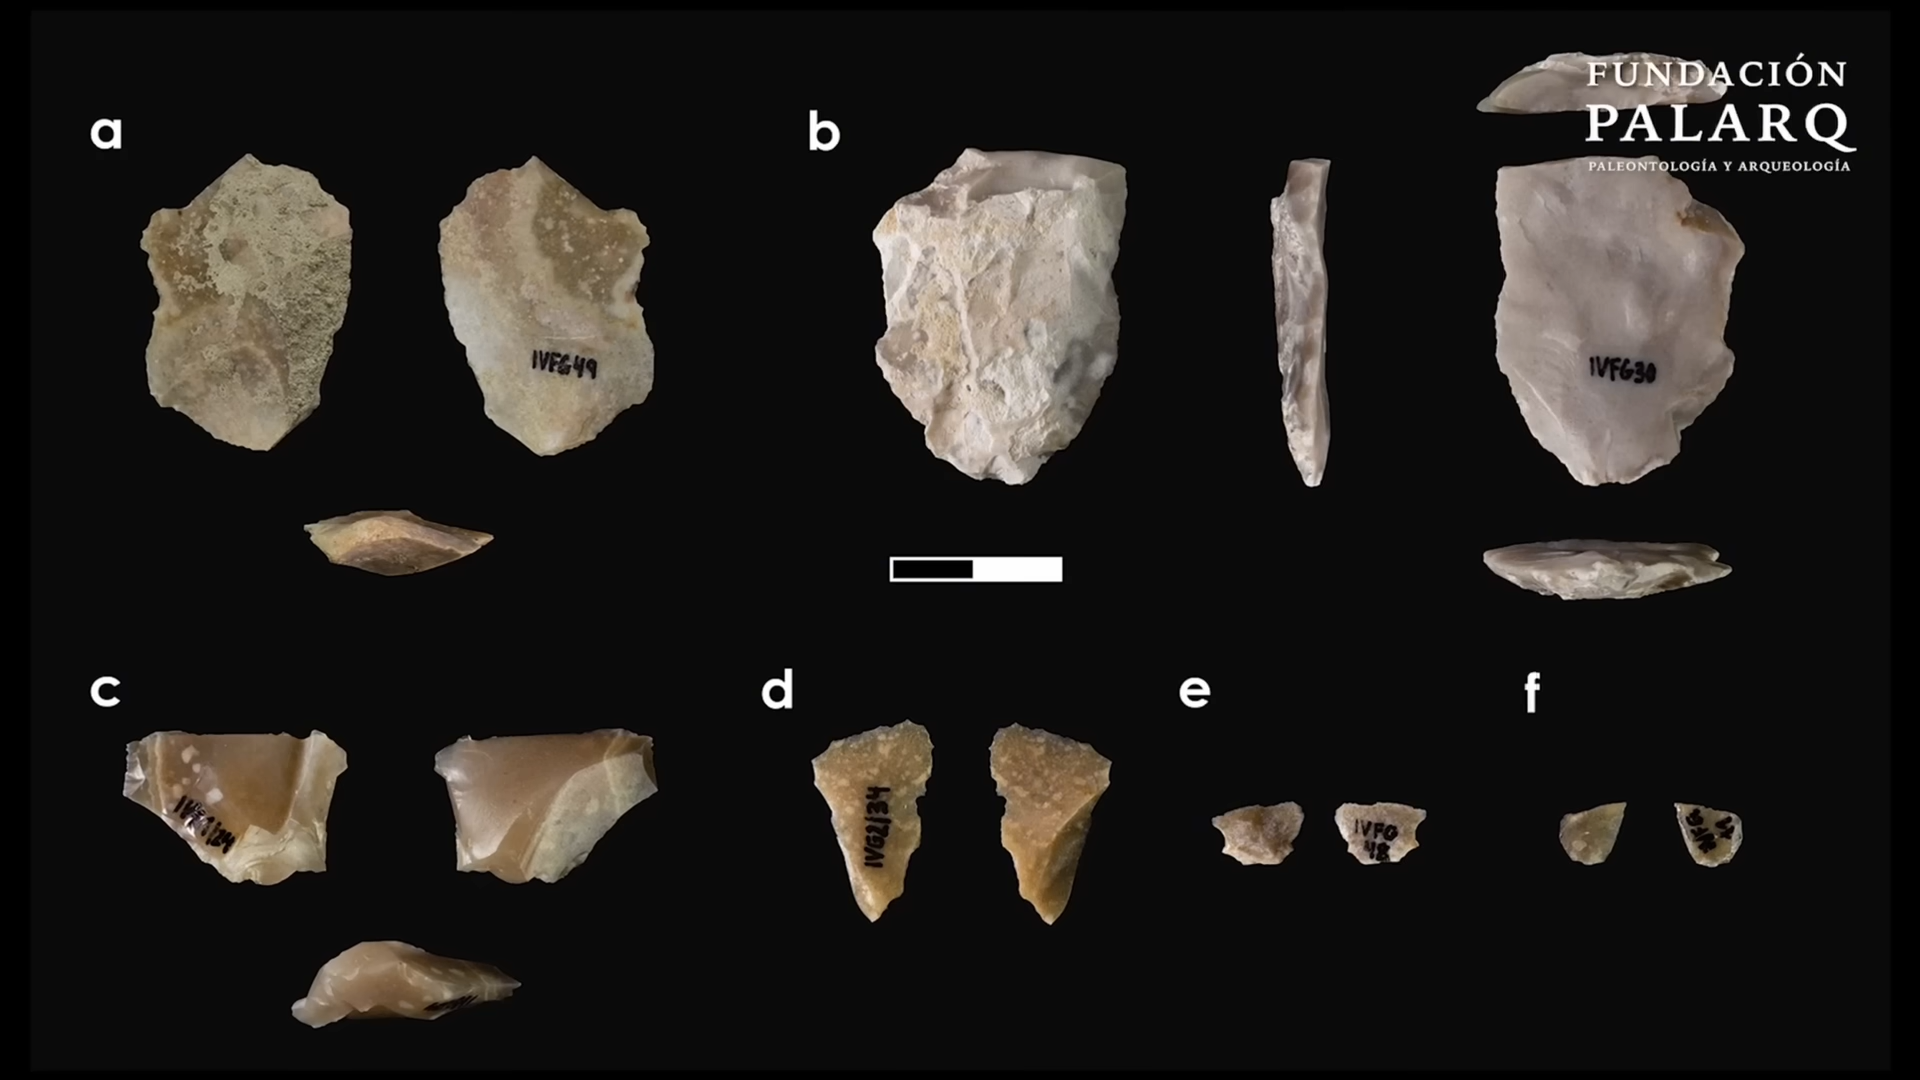 FUNDACIÓN
PALARQ
PALEONTOLOGÍA Y ARQUEOLOGÍA
a
b
IVFG49
IVFG30
c
d
e
f
IVG2/34
IVFG
48